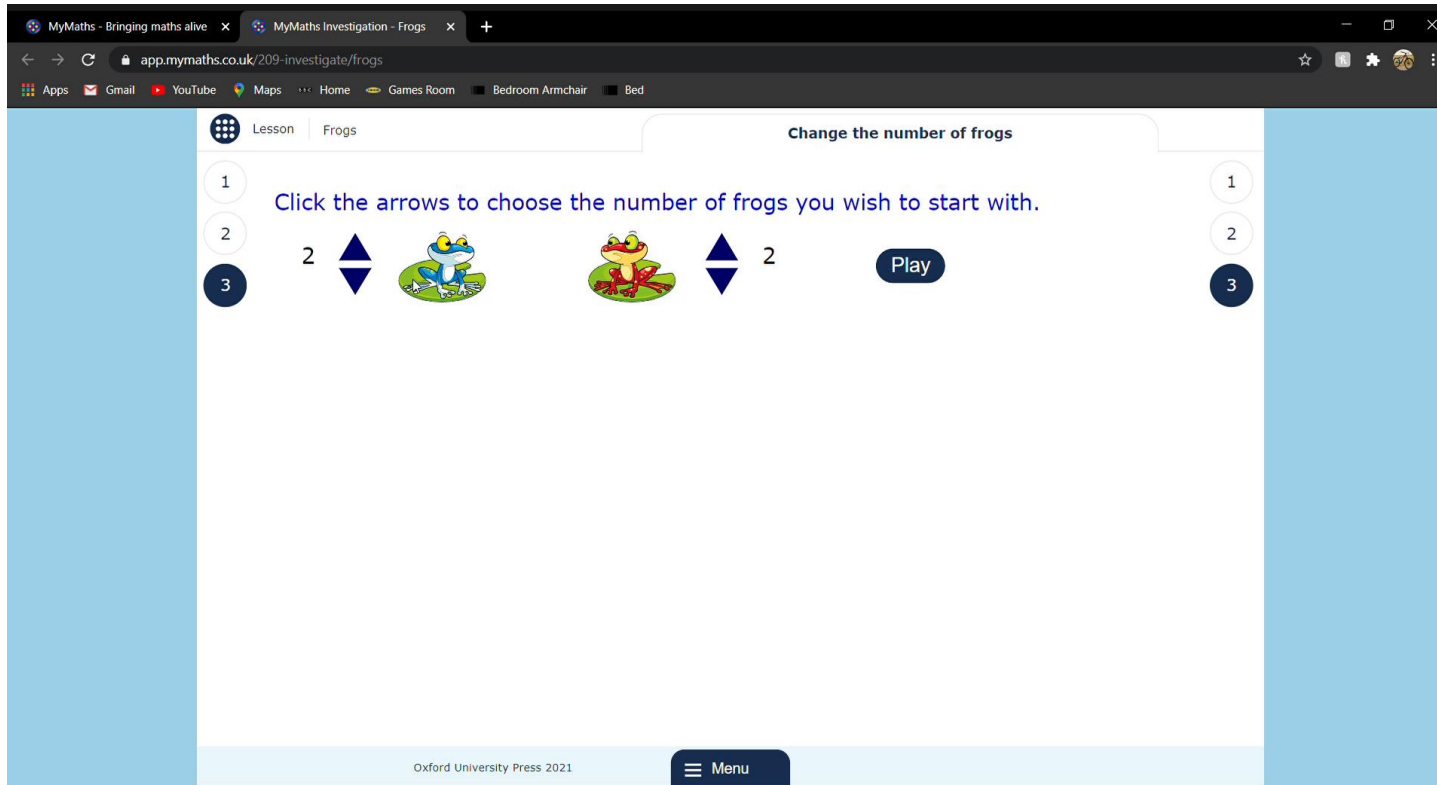 MyMaths - Bringing maths alive
MyMaths Investigation - Frogs
app.mymaths.co.uk/209-investigate/frogs
Apps Gmail YouTube Maps Home Games Room Bedroom Armchair Bed
Lesson Frogs Change the number of frogs
1 1
Click the arrows to choose the number of frogs you wish to start with.
2 2
2 2 Play
3 3
Oxford University Press 2021 Menu